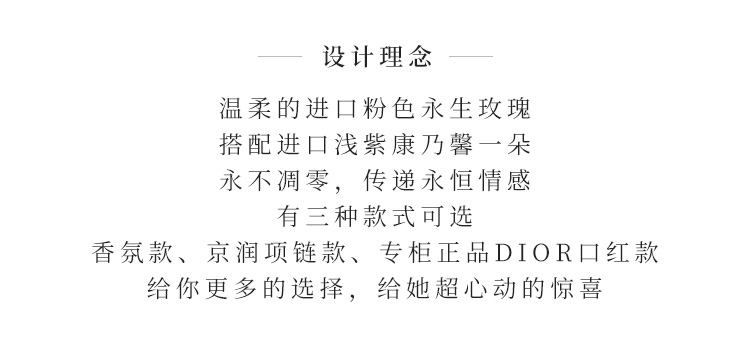 设计理念
温柔的进口粉色永生玫瑰
搭配进口浅紫康乃馨一朵
永不凋零，传递永恒情感
有三种款式可选
香氛款、京润项链款、专柜正品DIOR口红款
给你更多的选择，给她超心动的惊喜